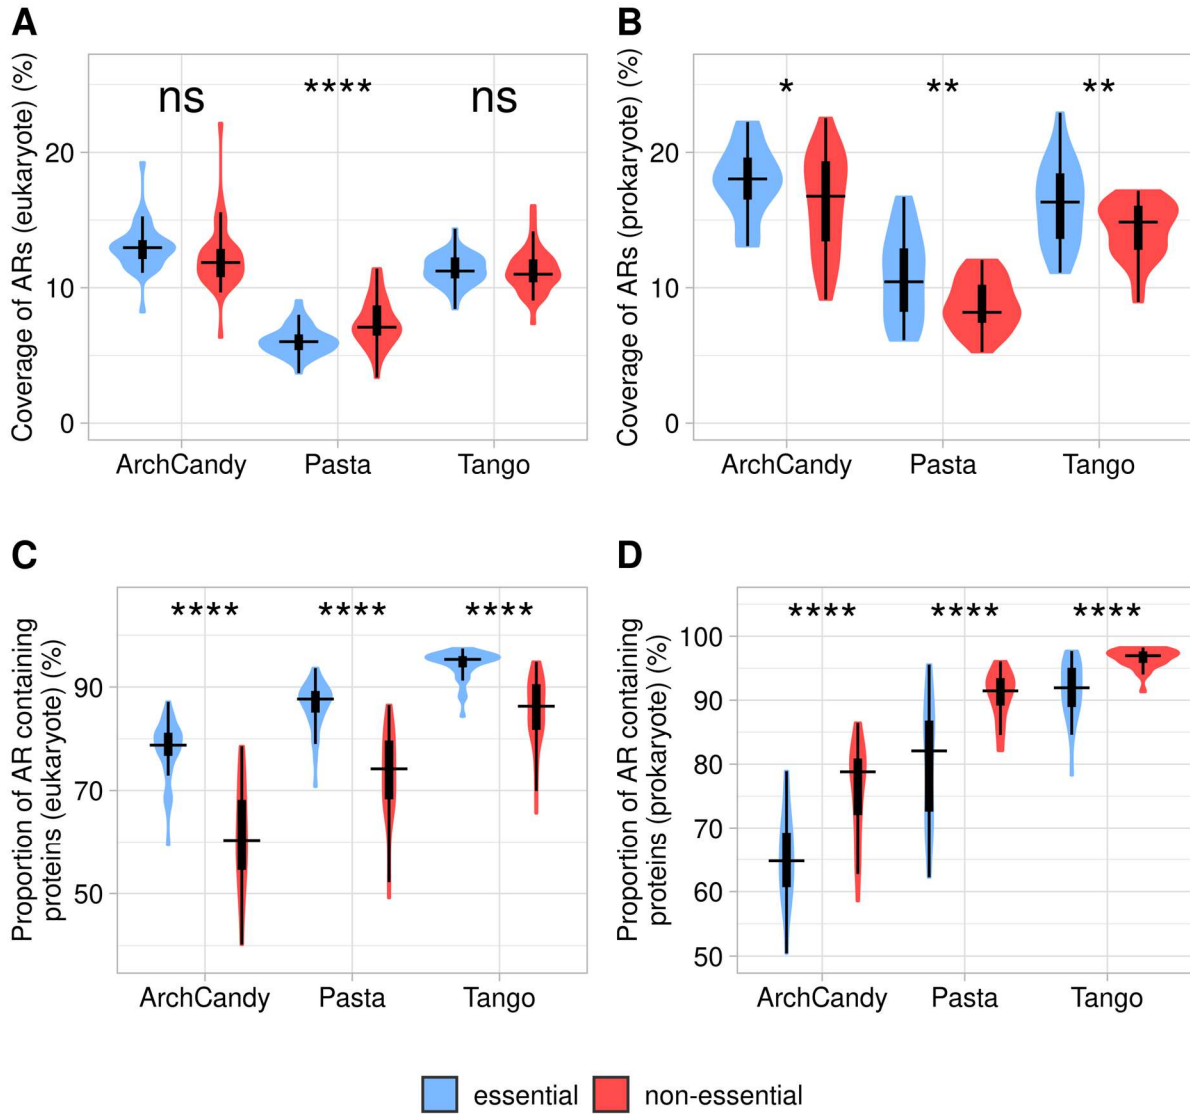 A
Coverage of ARs (eukaryote) (%)
ns
****
ns
20
10
0
ArchCandy
Pasta
Tango
B
Coverage of ARs (prokaryote) (%)
*
**
**
20
10
0
ArchCandy
Pasta
Tango
C
Proportion of AR containing
proteins (eukaryote) (%)
****
****
****
90
70
50
ArchCandy
Pasta
Tango
D
Proportion of AR containing
proteins (prokaryote) (%)
****
****
****
100
90
80
70
60
50
ArchCandy
Pasta
Tango
essential
non-essential